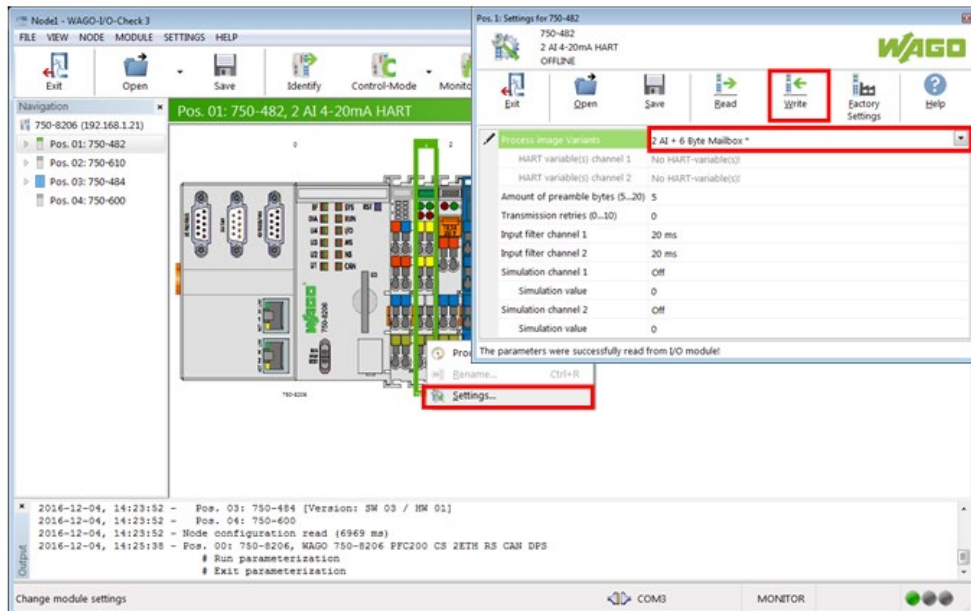 Node1 - WAGO-I/O-Check 3
FILE VIEW NODE MODULE SETTINGS HELP
Exit Open Save Identify Control-Mode
Navigation
750-8206 (192.168.1.21)
Pos. 01: 750-482
Pos. 02: 750-610
Pos. 03: 750-484
Pos. 04: 750-600
Pos. 01: 750-482, 2 AI 4-20mA HART
WAGO
750-8206
750-8206
Rename... Ctrl+R
Settings...
Pos. 1: Settings for 750-482
750-482
2 AI 4-20mA HART
OFFLINE
WAGO
Exit Open Save Read Write Factory Settings Help
Process image Variants 2 AI + 6 Byte Mailbox *
HART variable(s) channel 1 No HART-variable(s)!
HART variable(s) channel 2 No HART-variable(s)!
Amount of preamble bytes (5...20) 5
Transmission retries (0...10) 0
Input filter channel 1 20 ms
Input filter channel 2 20 ms
Simulation channel 1 Off
Simulation value 0
Simulation channel 2 Off
Simulation value 0
The parameters were successfully read from I/O module!
Output
2016-12-04, 14:23:52 - Pos. 03: 750-484 [Version: SW 03 / HW 01]
2016-12-04, 14:23:52 - Pos. 04: 750-600
2016-12-04, 14:23:52 - Node configuration read (6969 ms)
2016-12-04, 14:25:38 - Pos. 00: 750-8206, WAGO 750-8206 PFC200 CS 2ETH RS CAN DPS
# Run parameterization
# Exit parameterization
Change module settings COM3 MONITOR